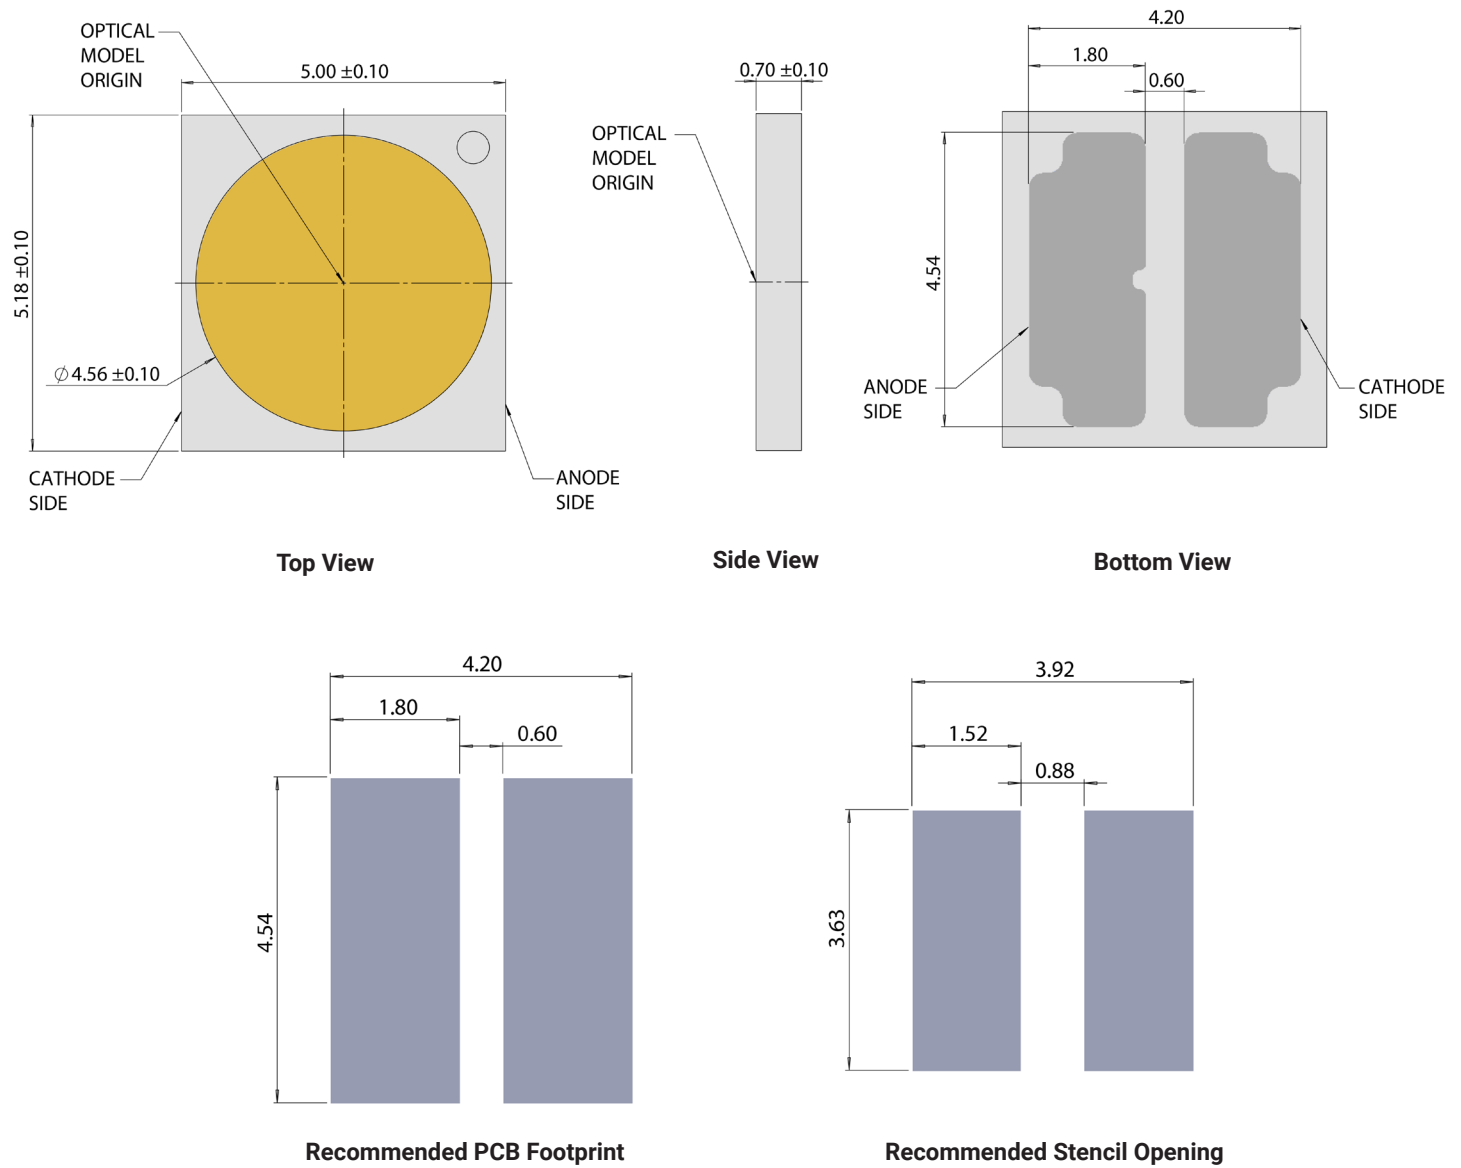 OPTICAL
MODEL
ORIGIN
5.00 ±0.10
5.18 ±0.10
Ø 4.56 ±0.10
CATHODE
SIDE
ANODE
SIDE
Top View
0.70 ±0.10
OPTICAL
MODEL
ORIGIN
Side View
4.20
1.80
0.60
4.54
ANODE
SIDE
CATHODE
SIDE
Bottom View
4.20
1.80
0.60
4.54
Recommended PCB Footprint
3.92
1.52
0.88
3.63
Recommended Stencil Opening